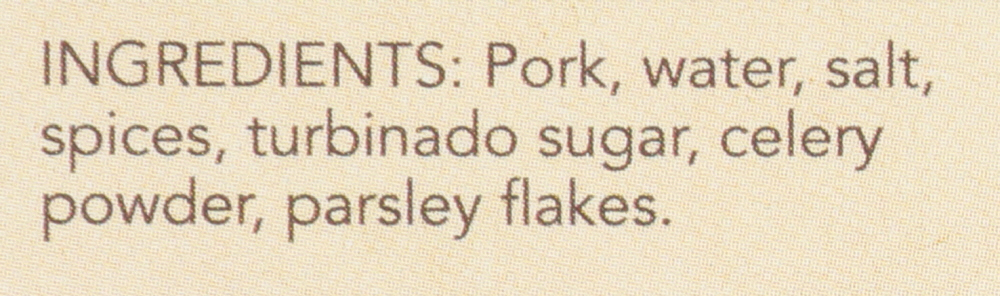 INGREDIENTS: Pork, water, salt,
spices, turbinado sugar, celery
powder, parsley flakes.